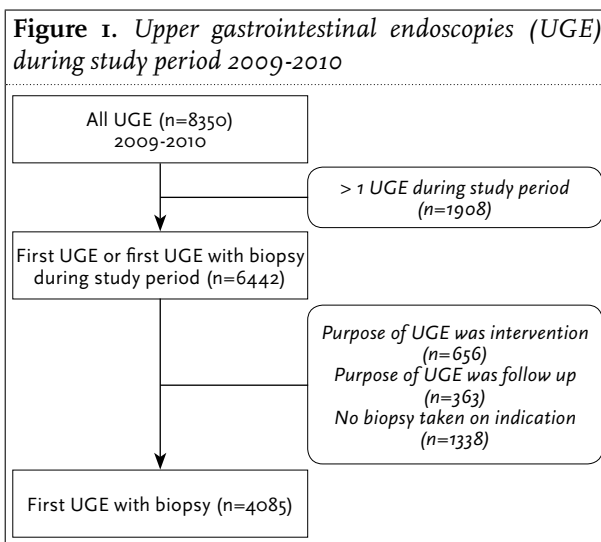 Figure 1. Upper gastrointestinal endoscopies (UGE)
during study period 2009-2010
All UGE (n=8350)
2009-2010
> 1 UGE during study period
(n=1908)
First UGE or first UGE with biopsy
during study period (n=6442)
Purpose of UGE was intervention
(n=656)
Purpose of UGE was follow up
(n=363)
No biopsy taken on indication
(n=1338)
First UGE with biopsy (n=4085)